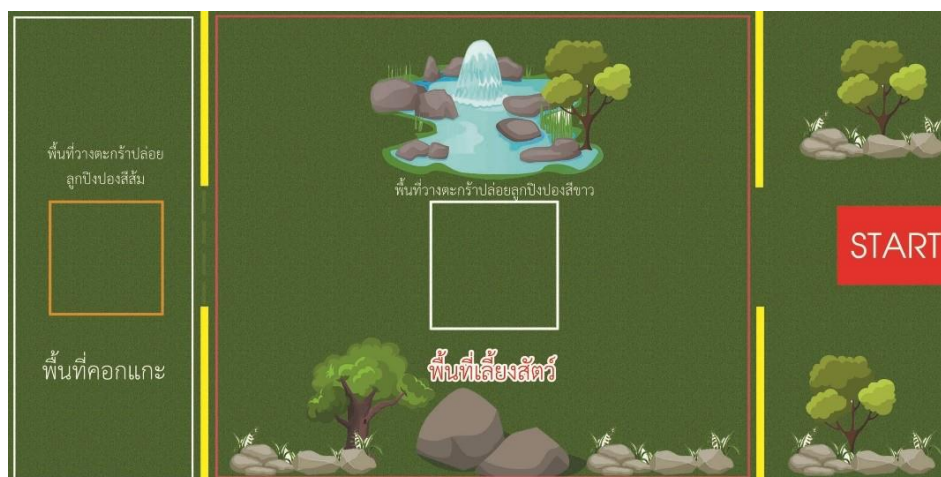 พื้นที่วางตะกร้าปล่อย
ลูกปิงปองสีส้ม
พื้นที่คอกแกะ
พื้นที่วางตะกร้าปล่อยลูกปิงปองสีขาว
พื้นที่เลี้ยงสัตว์
START